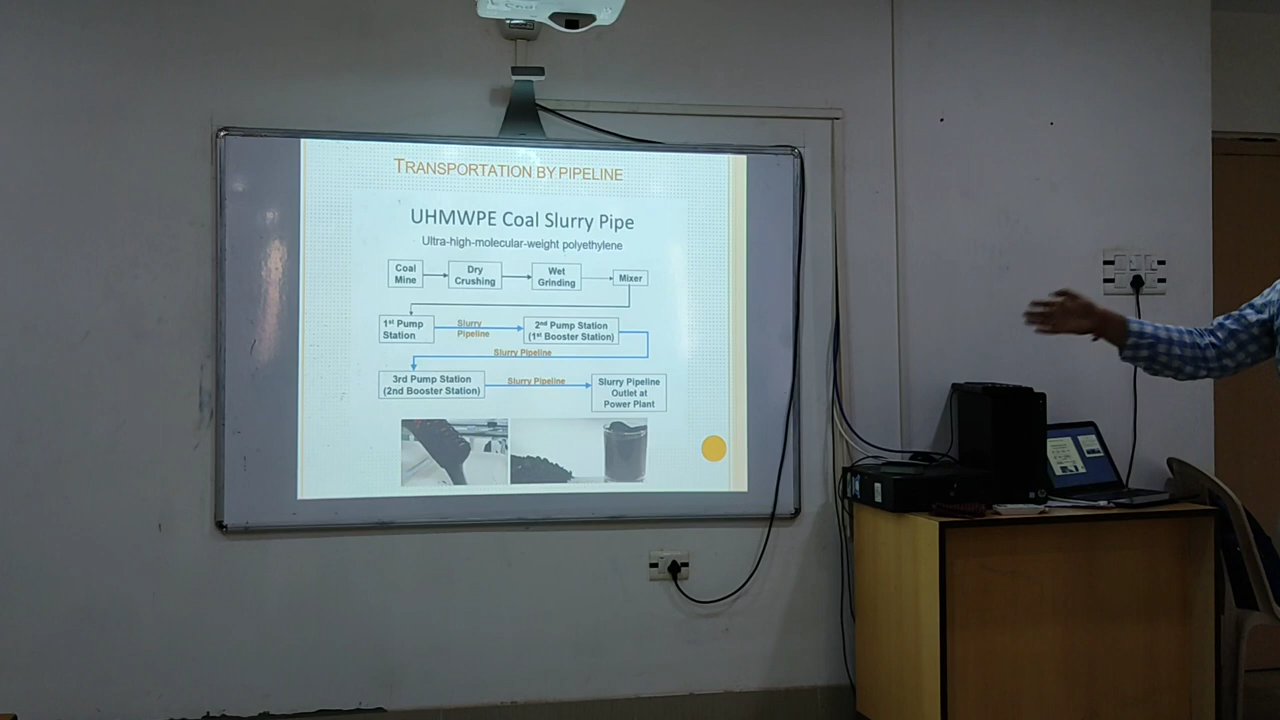 TRANSPORTATION BY PIPELINE
UHMWPE Coal Slurry Pipe
Ultra-high-molecular-weight polyethylene
Coal
Mine
Dry
Crushing
Wet
Grinding
Mixer
1st Pump
Station
Slurry
Pipeline
2nd Pump Station
(1st Booster Station)
Slurry Pipeline
3rd Pump Station
(2nd Booster Station)
Slurry Pipeline
Slurry Pipeline
Outlet at
Power Plant